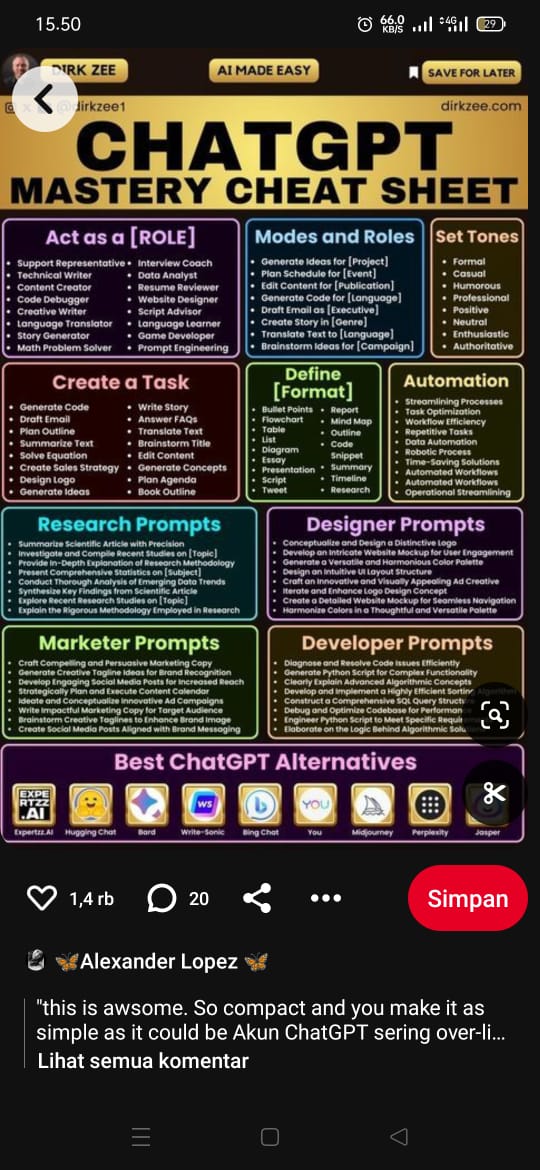 15.50
66.0 KB/S
4G
29
DIRK ZEE
AI MADE EASY
SAVE FOR LATER
@dirkzee1
dirkzee.com
CHATGPT
MASTERY CHEAT SHEET
Act as a [ROLE]
• Support Representative
• Technical Writer
• Content Creator
• Code Debugger
• Creative Writer
• Language Translator
• Story Generator
• Math Problem Solver
• Interview Coach
• Data Analyst
• Resume Reviewer
• Website Designer
• Script Advisor
• Language Learner
• Game Developer
• Prompt Engineering
Modes and Roles
• Generate Ideas for [Project]
• Plan Schedule for [Event]
• Edit Content for [Publication]
• Generate Code for [Language]
• Draft Email as [Executive]
• Create Story in [Genre]
• Translate Text to [Language]
• Brainstorm Ideas for [Campaign]
Set Tones
• Formal
• Casual
• Humorous
• Professional
• Positive
• Neutral
• Enthusiastic
• Authoritative
Create a Task
• Generate Code
• Draft Email
• Plan Outline
• Summarize Text
• Solve Equation
• Create Sales Strategy
• Design Logo
• Generate Ideas
• Write Story
• Answer FAQs
• Translate Text
• Brainstorm Title
• Edit Content
• Generate Concepts
• Plan Agenda
• Book Outline
Define
[Format]
• Bullet Points
• Flowchart
• Table
• List
• Diagram
• Essay
• Presentation
• Script
• Tweet
• Report
• Mind Map
• Outline
• Code
Snippet
• Summary
• Timeline
• Research
Automation
• Streamlining Processes
• Task Optimization
• Workflow Efficiency
• Repetitive Tasks
• Data Automation
• Robotic Process
• Time-Saving Solutions
• Automated Workflows
• Automated Workflows
• Operational Streamlining
Research Prompts
• Summarize Scientific Article with Precision
• Investigate and Compile Recent Studies on [Topic]
• Provide In-Depth Explanation of Research Methodology
• Present Comprehensive Statistics on [Subject]
• Conduct Thorough Analysis of Emerging Data Trends
• Synthesize Key Findings from Scientific Article
• Explore Recent Research Studies on [Topic]
• Explain the Rigorous Methodology Employed in Research
Designer Prompts
• Conceptualize and Design a Distinctive Logo
• Develop an Intricate Website Mockup for User Engagement
• Generate a Versatile and Harmonious Color Palette
• Design an Intuitive UI Layout Structure
• Craft an Innovative and Visually Appealing Ad Creative
• Iterate and Enhance Logo Design Concept
• Create a Detailed Website Mockup for Seamless Navigation
• Harmonize Colors in a Thoughtful and Versatile Palette
Marketer Prompts
• Craft Compelling and Persuasive Marketing Copy
• Generate Creative Tagline Ideas for Brand Recognition
• Develop Engaging Social Media Posts for Increased Reach
• Strategically Plan and Execute Content Calendar
• Ideate and Conceptualize Innovative Ad Campaigns
• Write Impactful Marketing Copy for Target Audience
• Brainstorm Creative Taglines to Enhance Brand Image
• Create Social Media Posts Aligned with Brand Messaging
Developer Prompts
• Diagnose and Resolve Code Issues Efficiently
• Generate Python Script for Complex Functionality
• Clearly Explain Advanced Algorithmic Concepts
• Develop and Implement a Highly Efficient Sorting Algorithm
• Construct a Comprehensive SQL Query
• Debug and Optimize Codebase for
• Engineer Python Script to Meet Specific
• Elaborate on the Logic Behind Algorithmic
Best ChatGPT Alternatives
EXPE
RTZZ
.AI
WS
YOU
Expertzz.AI
Hugging Chat
Bard
Write-Sonic
Bing Chat
You
Midjourney
Perplexity
Jasper
1,4 rb
20
Simpan
Alexander Lopez
"this is awsome. So compact and you make it as
simple as it could be Akun ChatGPT sering over-li...
Lihat semua komentar